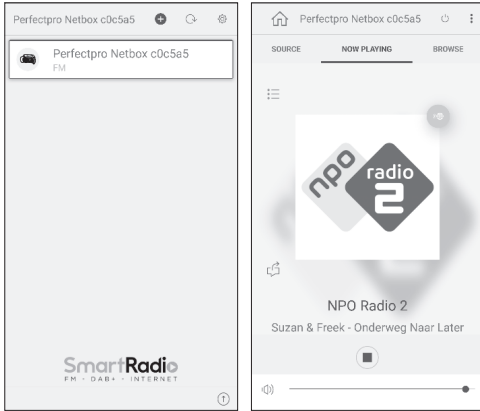 Perfectpro Netbox c0c5a5
Perfectpro Netbox c0c5a5
FM
SmartRadio
FM - DAB+ - INTERNET
Perfectpro Netbox c0c5a5
SOURCE NOW PLAYING BROWSE
npo radio 2
NPO Radio 2
Suzan & Freek - Onderweg Naar Later